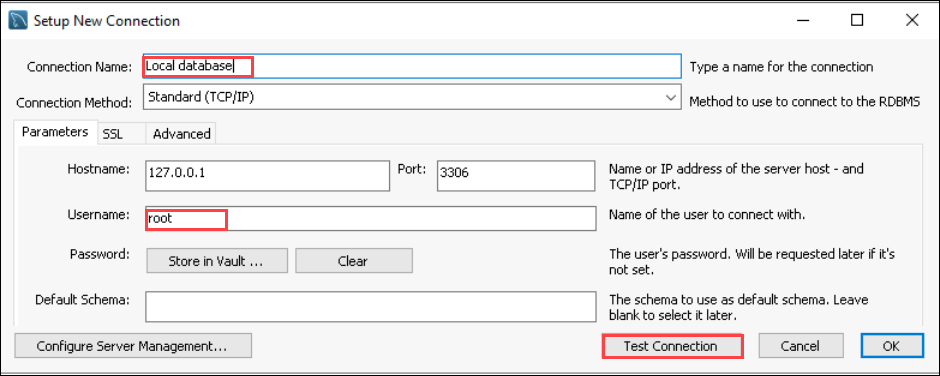 Setup New Connection
Connection Name: Local database Type a name for the connection
Connection Method: Standard (TCP/IP) Method to use to connect to the RDBMS
Parameters SSL Advanced
Hostname: 127.0.0.1 Port: 3306 Name or IP address of the server host - and
TCP/IP port.
Username: root Name of the user to connect with.
Password: Store in Vault ... Clear The user's password. Will be requested later if it's
not set.
Default Schema: The schema to use as default schema. Leave
blank to select it later.
Configure Server Management... Test Connection Cancel OK